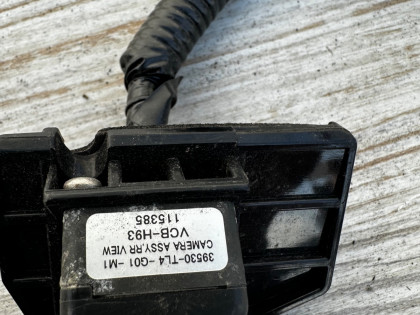 39530-TL4-G01-M1
CAMERA ASSY,RR VIEW
VCB-H93
115385